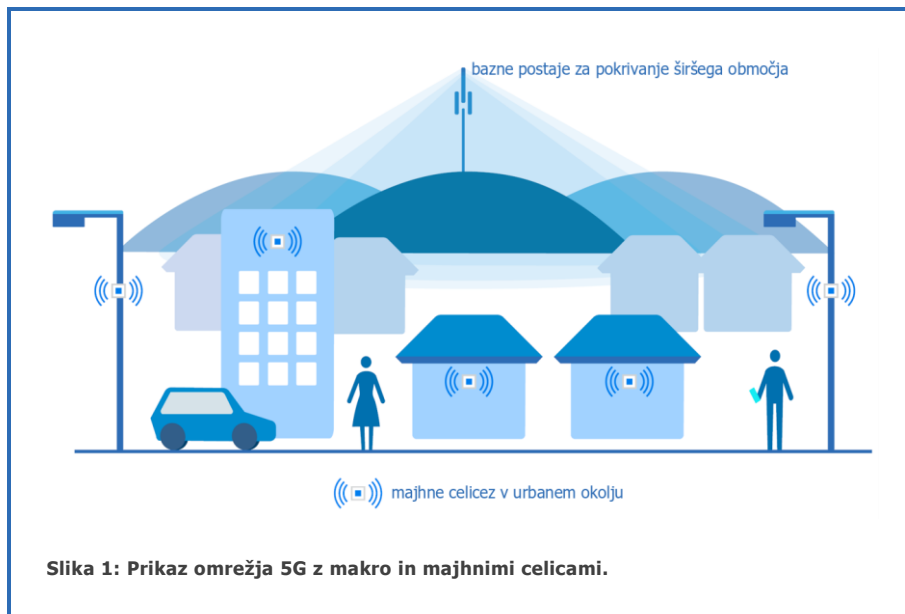 bazne postaje za pokrivanje širšega območja
majhne celicez v urbanem okolju
Slika 1: Prikaz omrežja 5G z makro in majhnimi celicami.